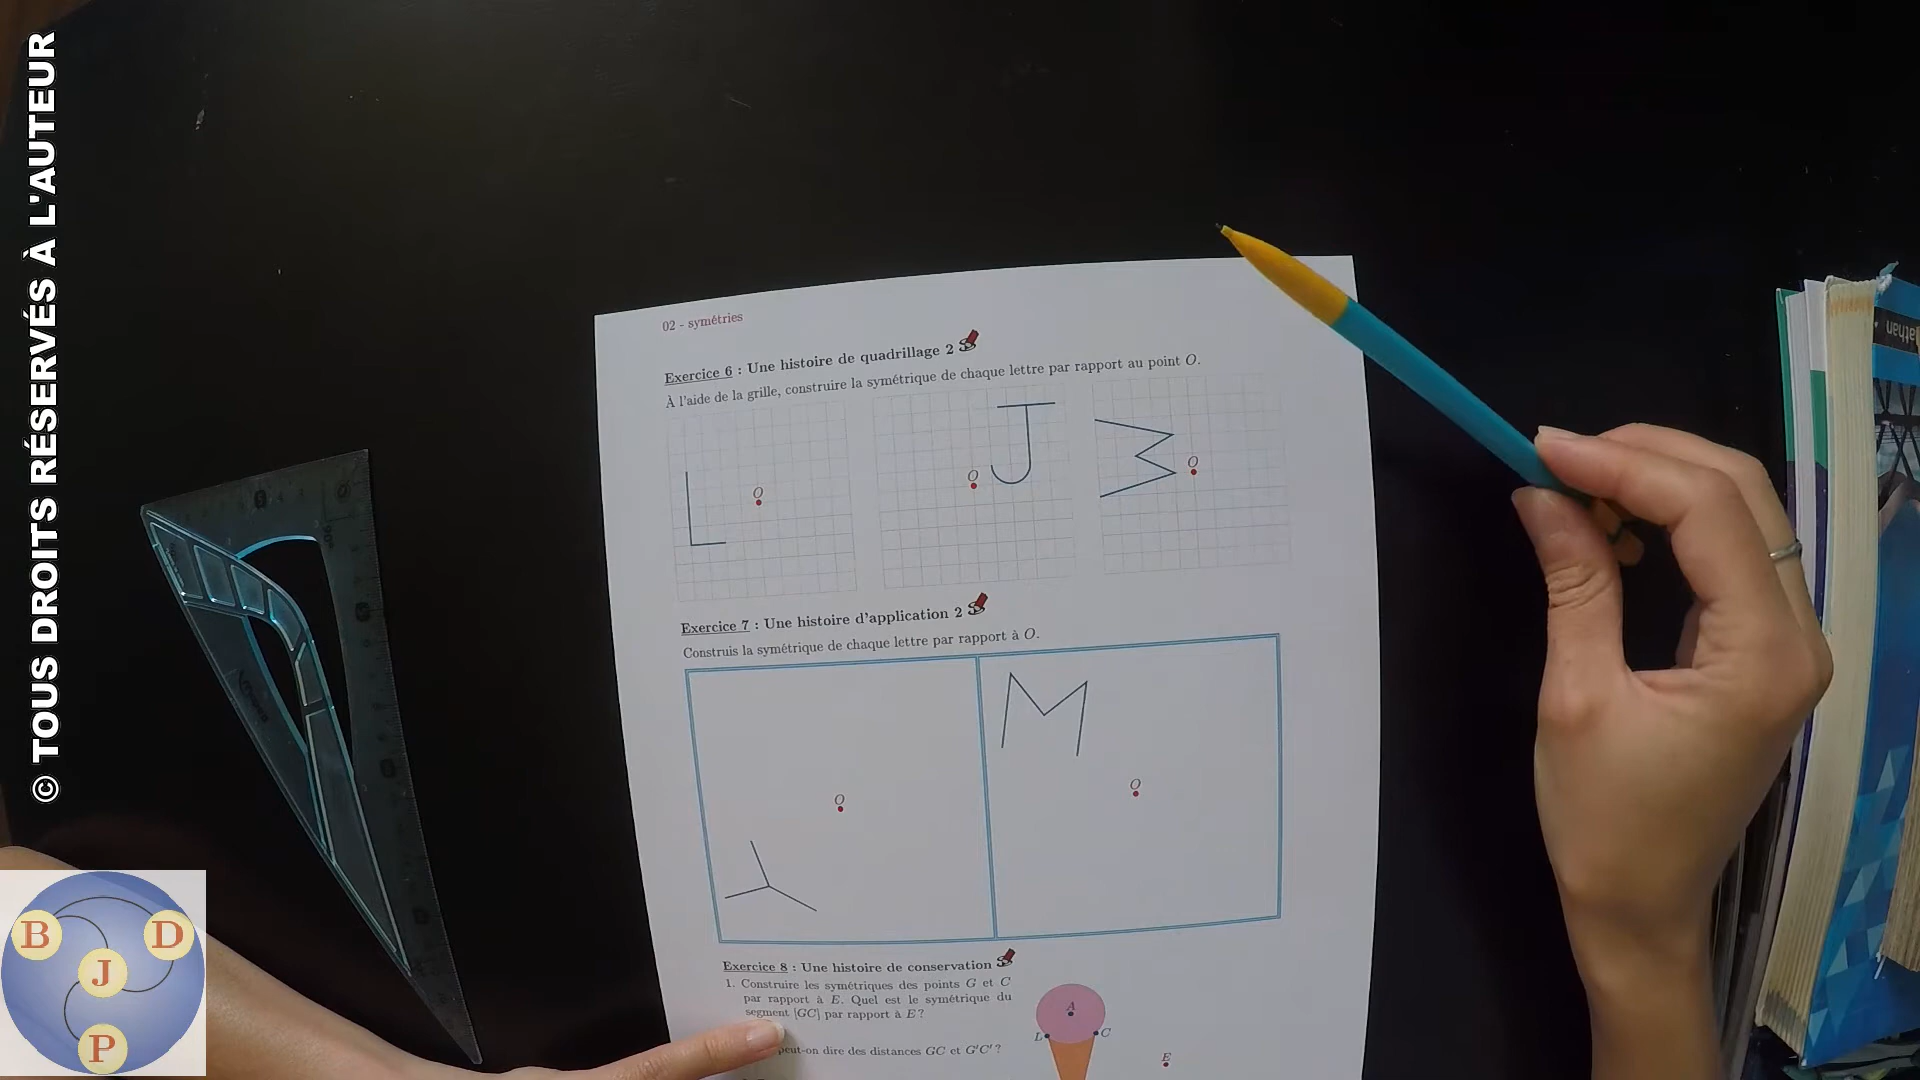 © TOUS DROITS RÉSERVÉS À L'AUTEUR
02 - symétries
Exercice 6 : Une histoire de quadrillage 2
À l'aide de la grille, construire la symétrique de chaque lettre par rapport au point O.
O
O
O
Exercice 7 : Une histoire d'application 2
Construis la symétrique de chaque lettre par rapport à O.
O
O
Exercice 8 : Une histoire de conservation
1. Construire les symétriques des points G et C
par rapport à E. Quel est le symétrique du
segment [GC] par rapport à E ?
peut-on dire des distances GC et G'C' ?
A
L
C
E
B
D
J
P